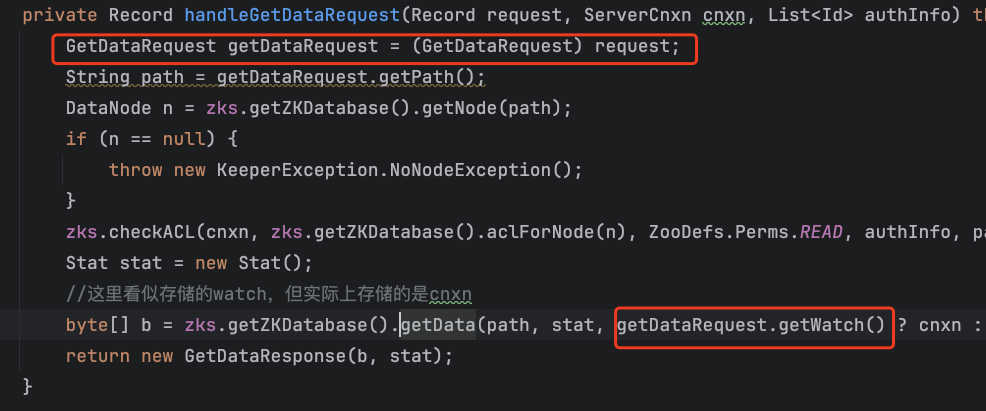 private Record handleGetDataRequest(Record request, ServerCnxn cnxn, List<Id> authInfo) th
GetDataRequest getDataRequest = (GetDataRequest) request;
String path = getDataRequest.getPath();
DataNode n = zks.getZKDatabase().getNode(path);
if (n == null) {
throw new KeeperException.NoNodeException();
}
zks.checkACL(cnxn, zks.getZKDatabase().aclForNode(n), ZooDefs.Perms.READ, authInfo, pa
Stat stat = new Stat();
//这里看似存储的watch，但实际上存储的是cnxn
byte[] b = zks.getZKDatabase().getData(path, stat, getDataRequest.getWatch() ? cnxn :
return new GetDataResponse(b, stat);
}